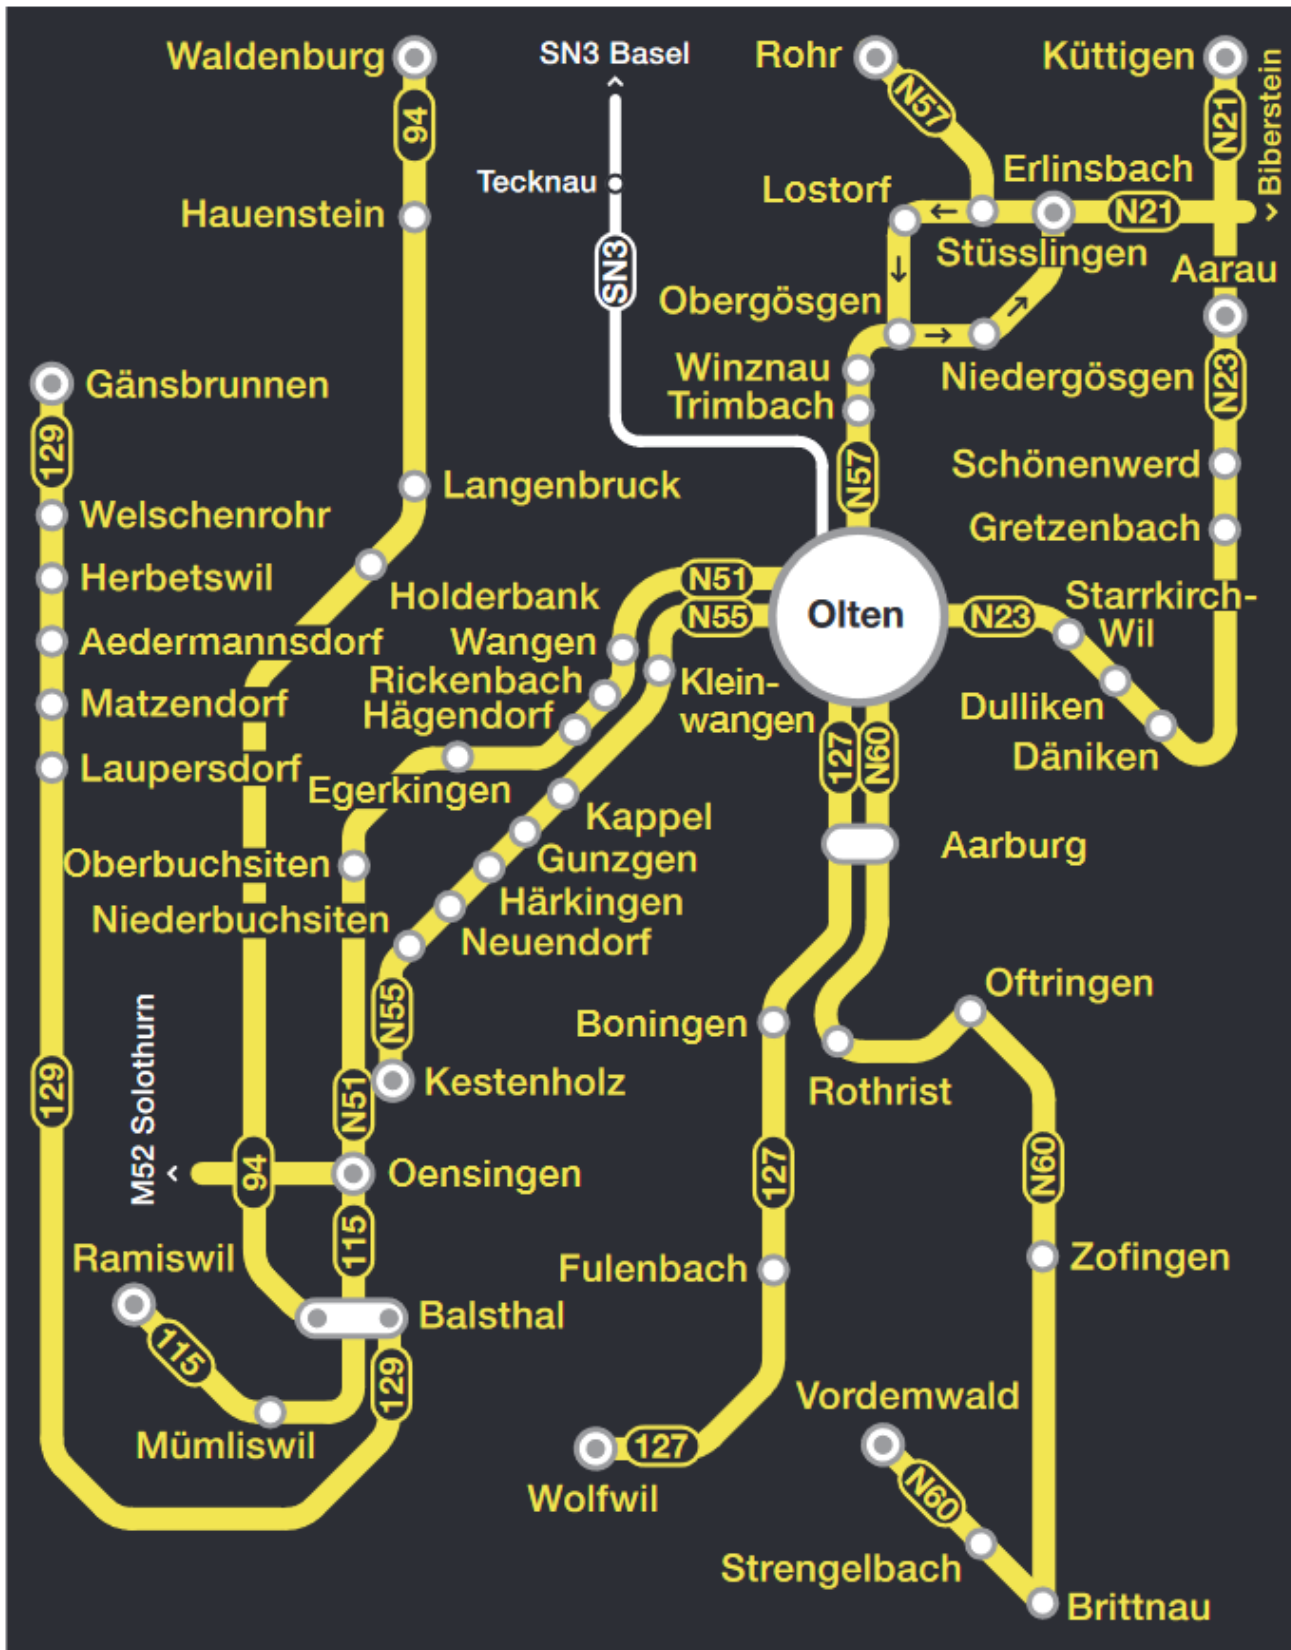 Waldenburg
SN3 Basel
Rohr
Küttigen
94
N57
N21
Biberstein
Tecknau
Erlinsbach
Lostorf
Hauenstein
N21
SN3
Stüsslingen
Aarau
Obergösgen
Winznau
Niedergösgen
N23
Gänsbrunnen
Trimbach
129
Schönenwerd
N57
Langenbruck
Welschenrohr
Gretzenbach
Herbetswil
N51
Holderbank
N55
Olten
N23
Starrkirch-
Wil
Aedermannsdorf
Wangen
Rickenbach
Klein-
wangen
Matzendorf
Hägendorf
Dulliken
Däniken
127
N60
Laupersdorf
Egerkingen
Kappel
Aarburg
Oberbuchsiten
Gunzgen
Härkingen
Niederbuchsiten
Neuendorf
Oftringen
N55
Boningen
M52 Solothurn
129
N51
Kestenholz
Rothrist
94
Oensingen
127
N60
115
Ramiswil
Fulenbach
Zofingen
Balsthal
115
129
Vordemwald
Mümliswil
127
Wolfwil
N60
Strengelbach
Brittnau